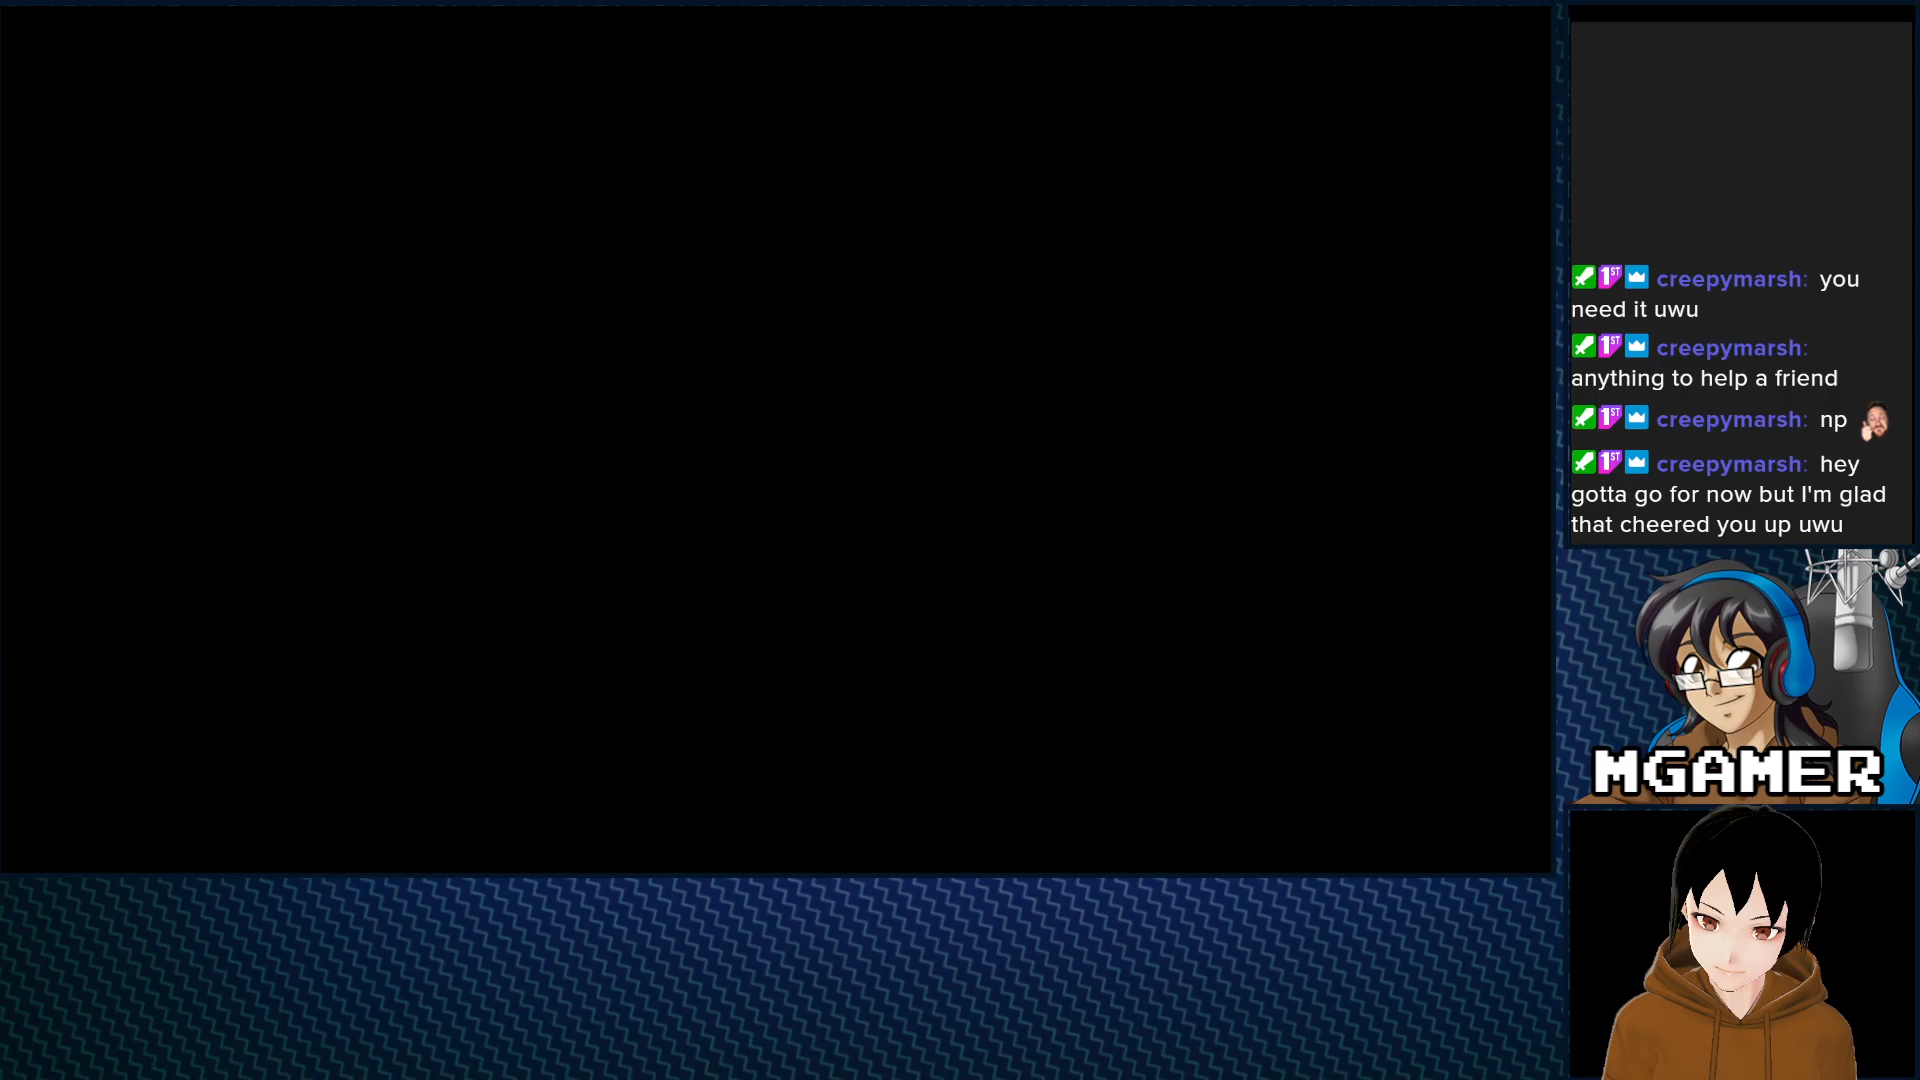 creepymarsh: you
need it uwu
creepymarsh:
anything to help a friend
creepymarsh: np
creepymarsh: hey
gotta go for now but I'm glad
that cheered you up uwu
MGAMER